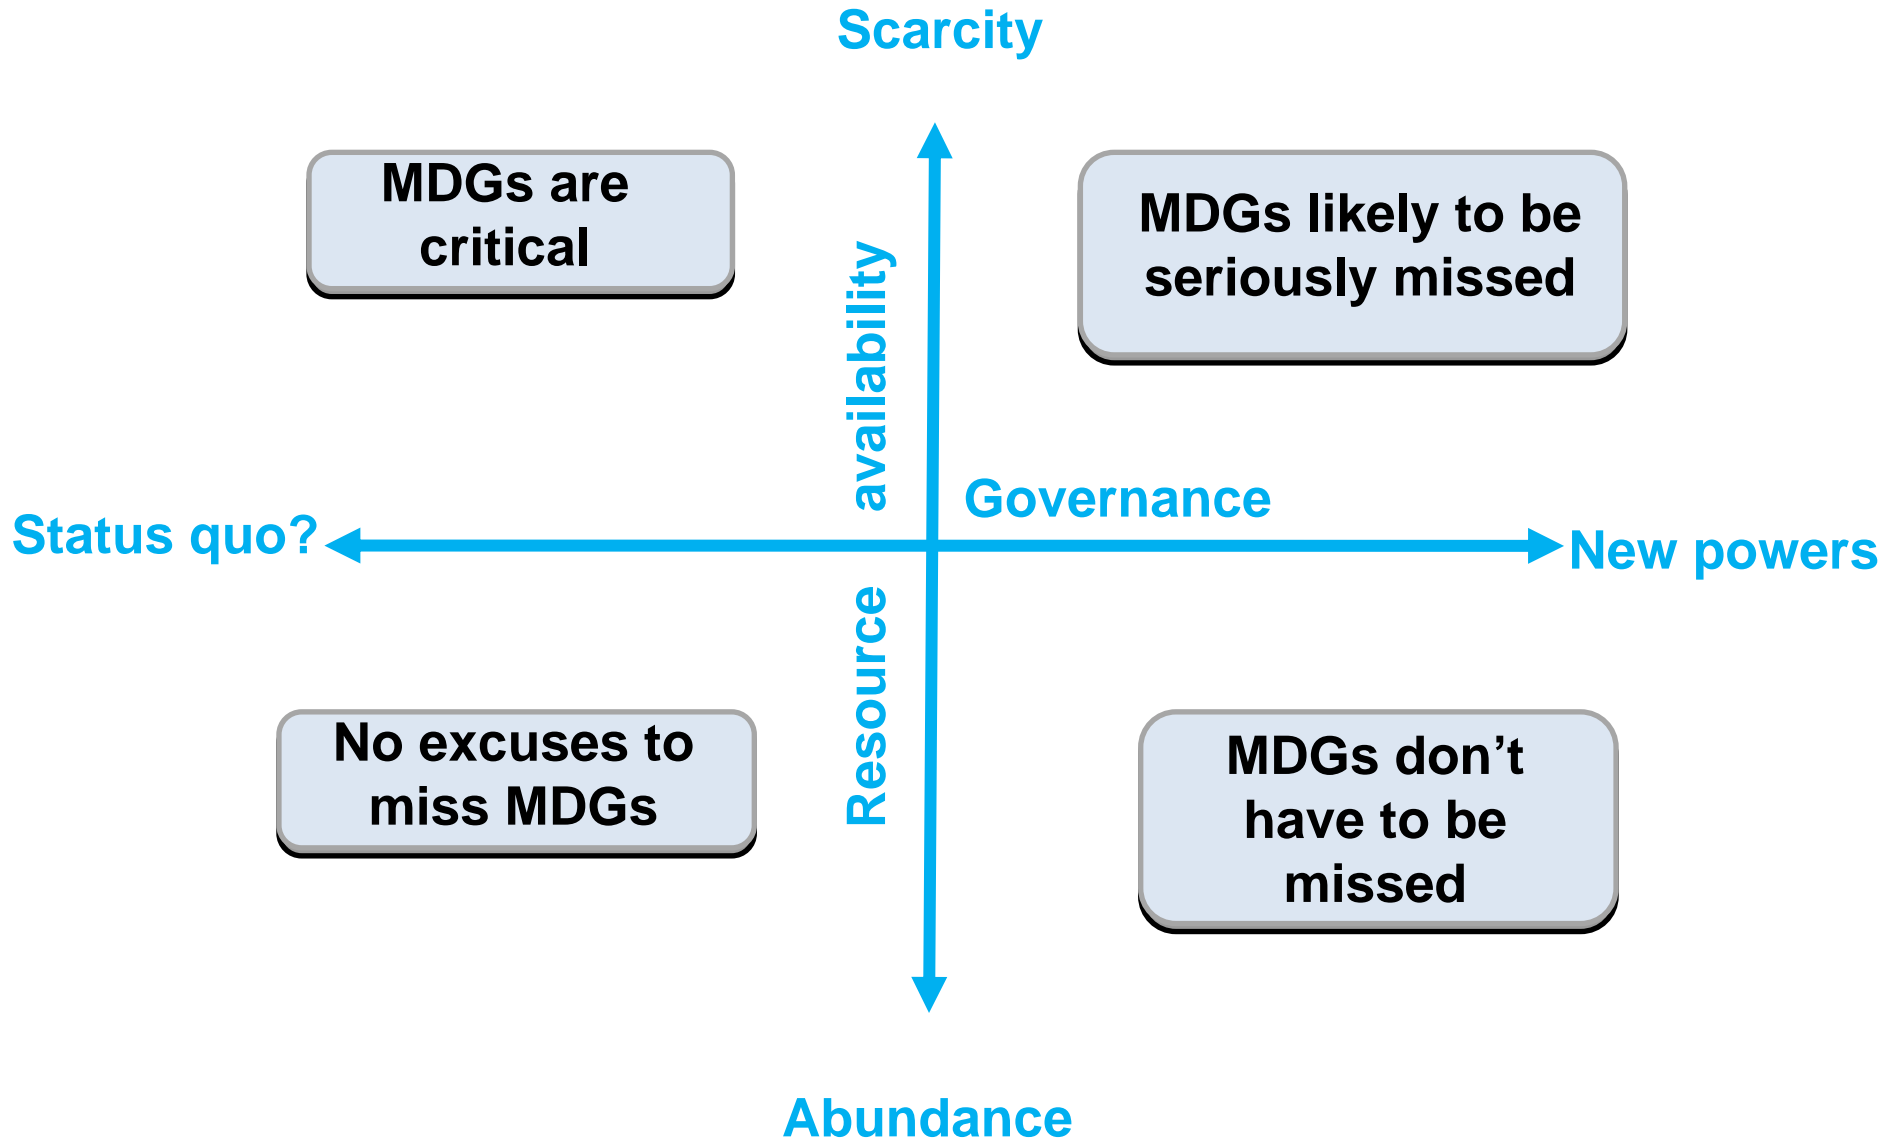 Scarcity
MDGs are
critical
MDGs likely to be
seriously missed
Resource availability
Governance
Status quo?
New powers
No excuses to
miss MDGs
MDGs don’t
have to be
missed
Abundance